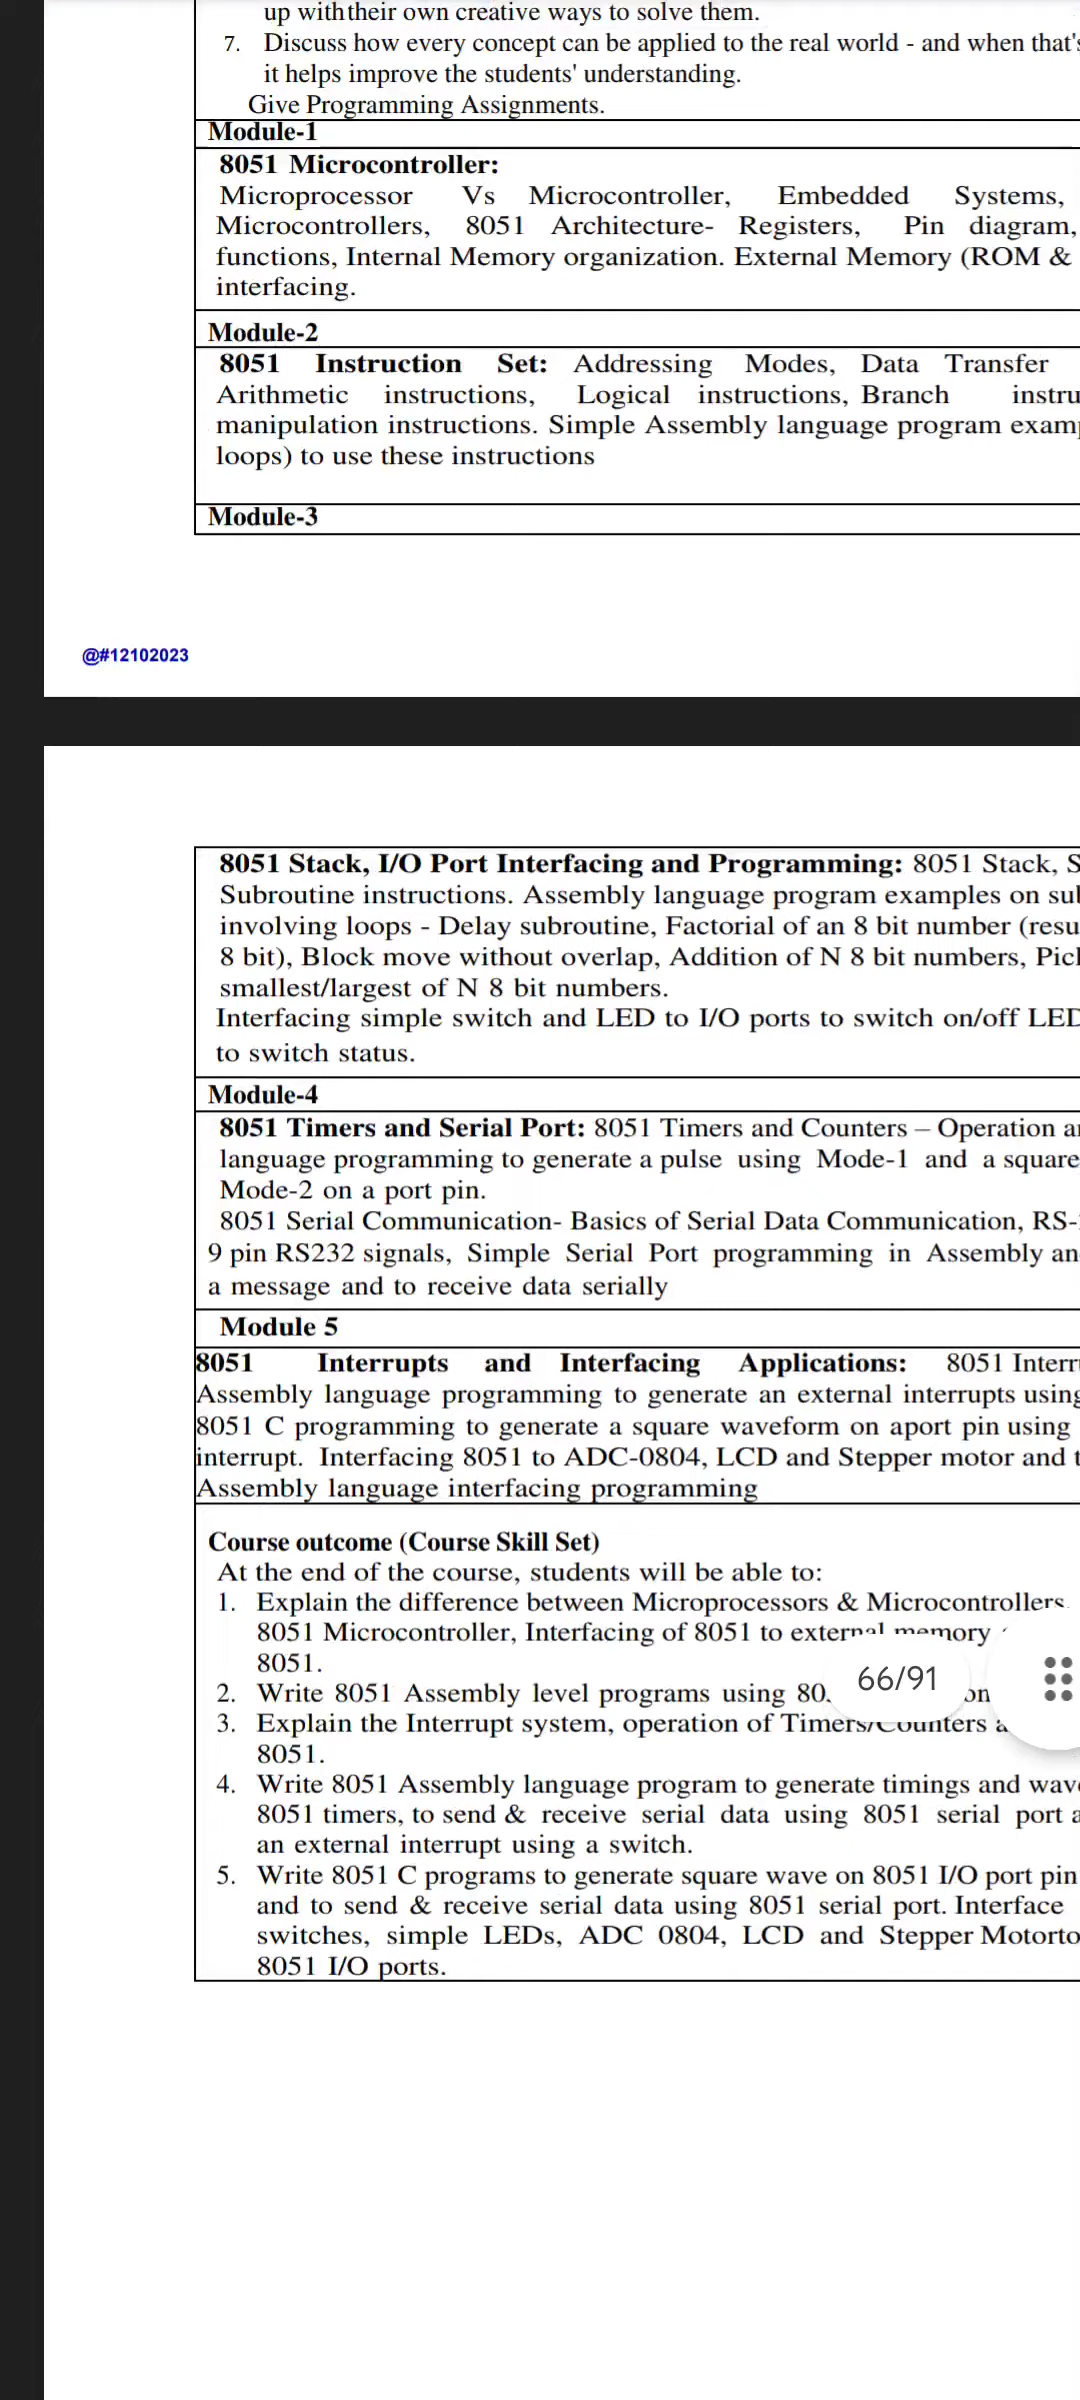 up with their own creative ways to solve them.
7. Discuss how every concept can be applied to the real world - and when that's
it helps improve the students' understanding.
Give Programming Assignments.
Module-1
8051 Microcontroller:
Microprocessor Vs Microcontroller, Embedded Systems,
Microcontrollers, 8051 Architecture- Registers, Pin diagram,
functions, Internal Memory organization. External Memory (ROM &
interfacing.
Module-2
8051 Instruction Set: Addressing Modes, Data Transfer
Arithmetic instructions, Logical instructions, Branch
manipulation instructions. Simple Assembly language program
loops) to use these instructions
Module-3
@#12102023
8051 Stack, I/O Port Interfacing and Programming: 8051 Stack,
Subroutine instructions. Assembly language program examples on
involving loops - Delay subroutine, Factorial of an 8 bit number
8 bit), Block move without overlap, Addition of N 8 bit numbers,
smallest/largest of N 8 bit numbers.
Interfacing simple switch and LED to I/O ports to switch on/off LED
to switch status.
Module-4
8051 Timers and Serial Port: 8051 Timers and Counters – Operation
language programming to generate a pulse using Mode-1 and a square
Mode-2 on a port pin.
8051 Serial Communication- Basics of Serial Data Communication,
9 pin RS232 signals, Simple Serial Port programming in Assembly
a message and to receive data serially
Module 5
8051 Interrupts and Interfacing Applications: 8051
Assembly language programming to generate an external interrupts using
8051 C programming to generate a square waveform on aport pin using
interrupt. Interfacing 8051 to ADC-0804, LCD and Stepper motor and
Assembly language interfacing programming
Course outcome (Course Skill Set)
At the end of the course, students will be able to:
1. Explain the difference between Microprocessors & Microcontrollers
8051 Microcontroller, Interfacing of 8051 to external memory
8051.
66/91
2. Write 8051 Assembly level programs using
3. Explain the Interrupt system, operation of Timers/Counters
8051.
4. Write 8051 Assembly language program to generate timings and
8051 timers, to send & receive serial data using 8051 serial port
an external interrupt using a switch.
5. Write 8051 C programs to generate square wave on 8051 I/O port pin
and to send & receive serial data using 8051 serial port. Interface
switches, simple LEDs, ADC 0804, LCD and Stepper Motorto
8051 I/O ports.